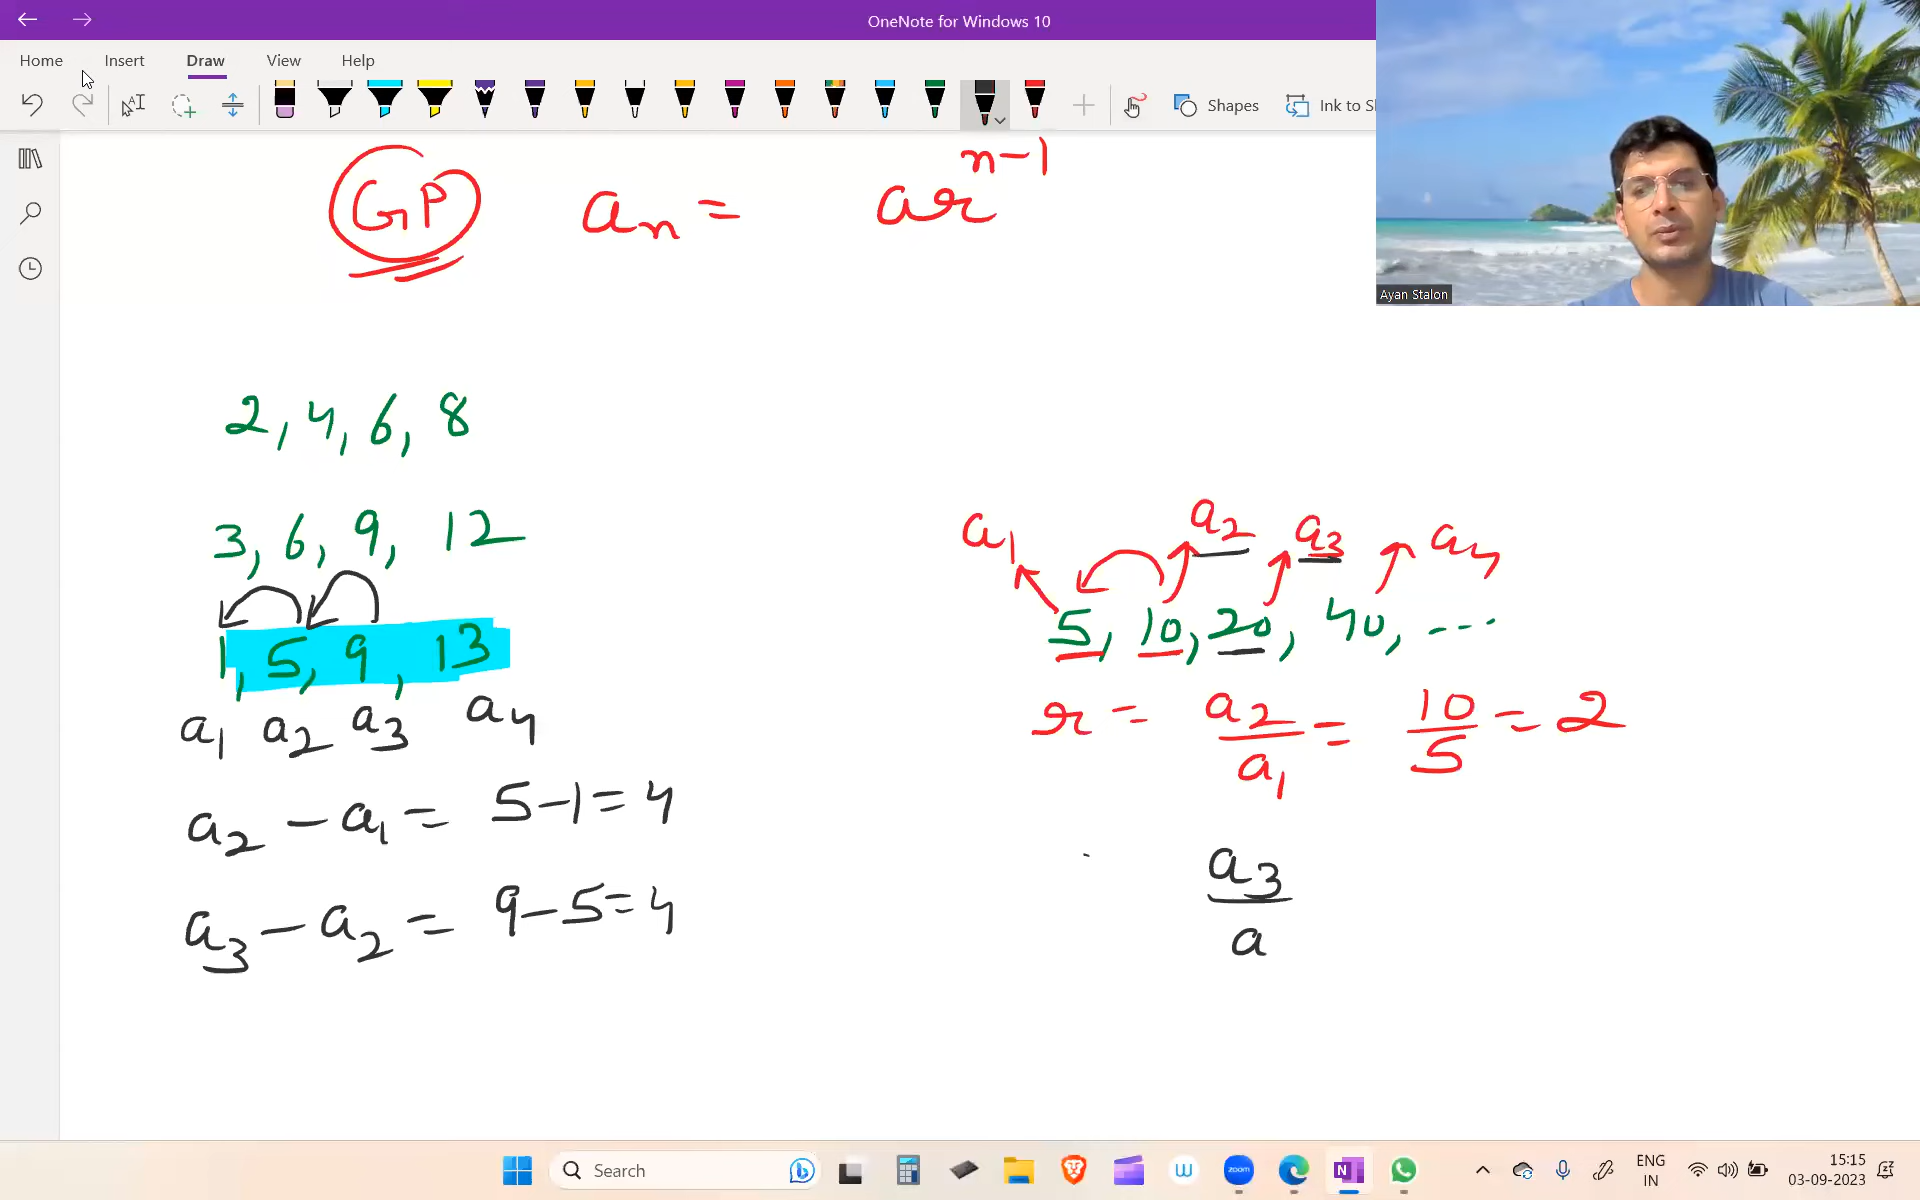 OneNote for Windows 10
Home Insert Draw View Help
Shapes
Ink to Sh
Ayan Stalon
GP aₙ = arⁿ⁻¹
2, 4, 6, 8
3, 6, 9, 12
1, 5, 9, 13
a₁ a₂ a₃ a₄
a₂ - a₁ = 5 - 1 = 4
a₃ - a₂ = 9 - 5 = 4
a₁ a₂ a₃ a₄
5, 10, 20, 40, ...
r = a₂/a₁ = 10/5 = 2
a₃/a
Search
zoom
ENG
IN
15:15
03-09-2023